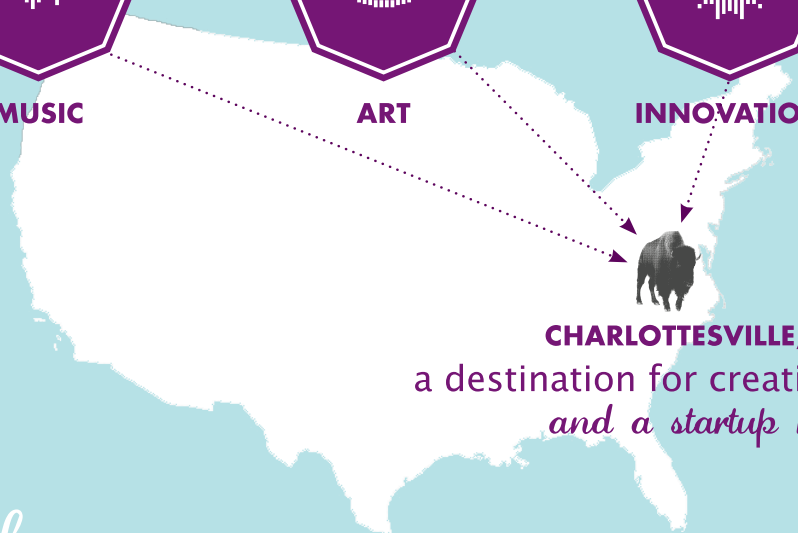 MUSIC ART INNOVATIO
CHARLOTTESVILLE,
a destination for creati
and a startup